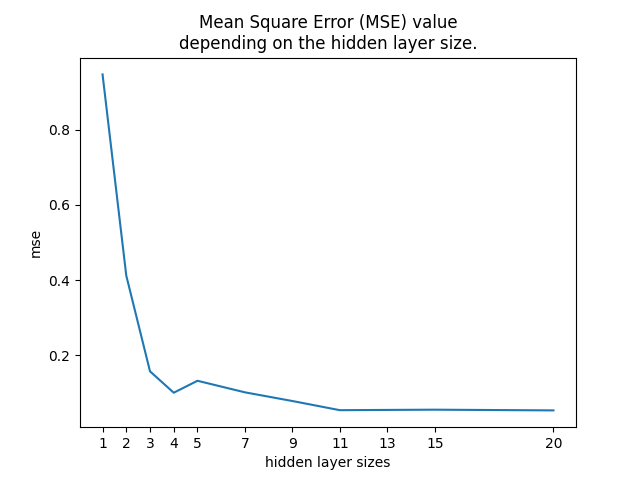 Mean Square Error (MSE) value
depending on the hidden layer size.
0.8
0.6
0.4
0.2
mse
1 2 3 4 5 7 9 11 13 15 20
hidden layer sizes